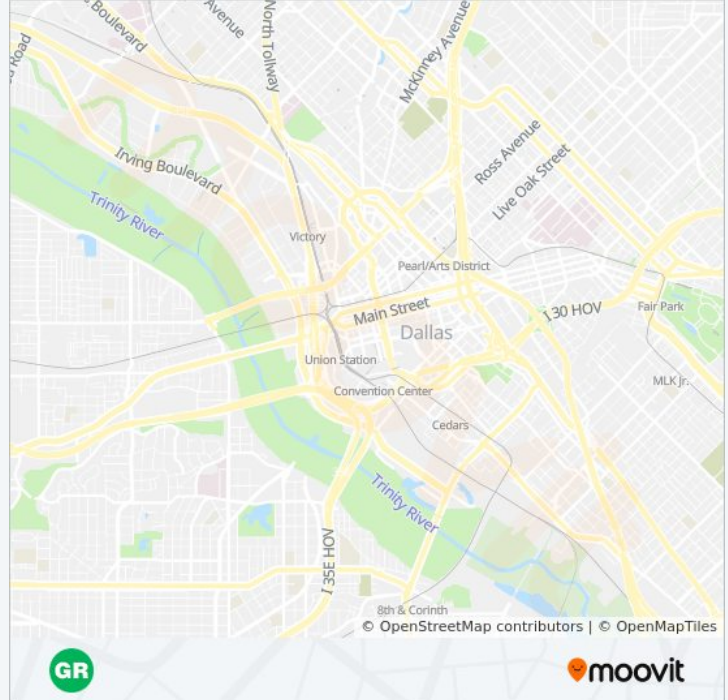 Boulevard
Avenue
North Tollway
McKinney Avenue
Road
Ross Avenue
Live Oak Street
Irving Boulevard
Trinity River
Victory
Pearl/Arts District
Main Street
I 30 HOV
Fair Park
Dallas
Union Station
MLK Jr.
Convention Center
Cedars
Trinity River
I 35E HOV
8th & Corinth
© OpenStreetMap contributors | © OpenMapTiles
GR
moovit